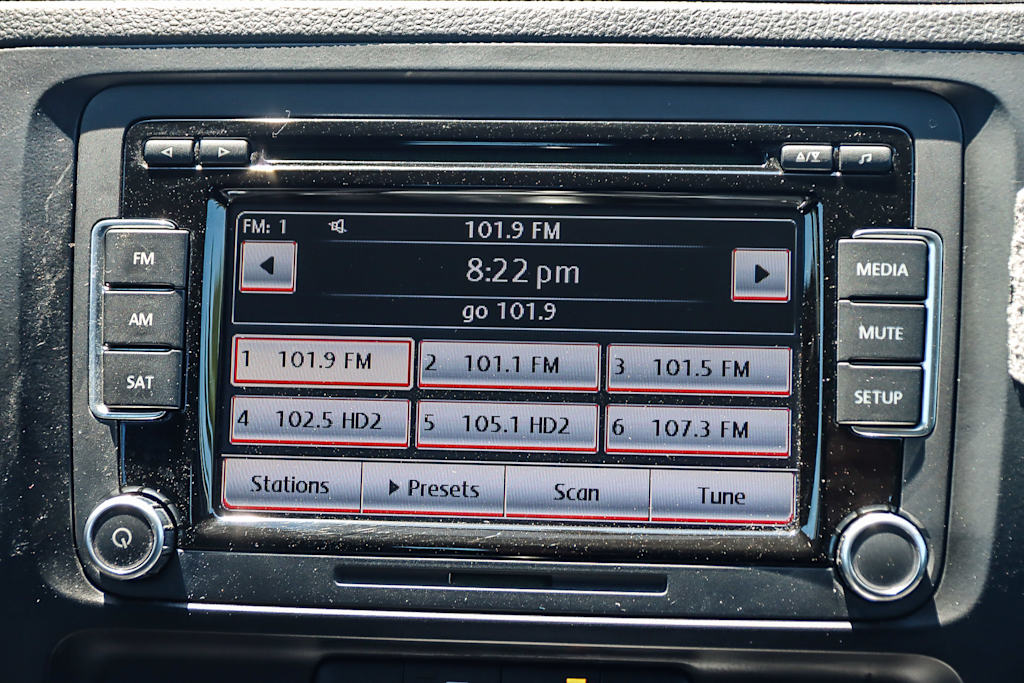 FM: 1 101.9 FM
8:22 pm
go 101.9
1 101.9 FM 2 101.1 FM 3 101.5 FM
4 102.5 HD2 5 105.1 HD2 6 107.3 FM
Stations Presets Scan Tune
FM
AM
SAT
MEDIA
MUTE
SETUP